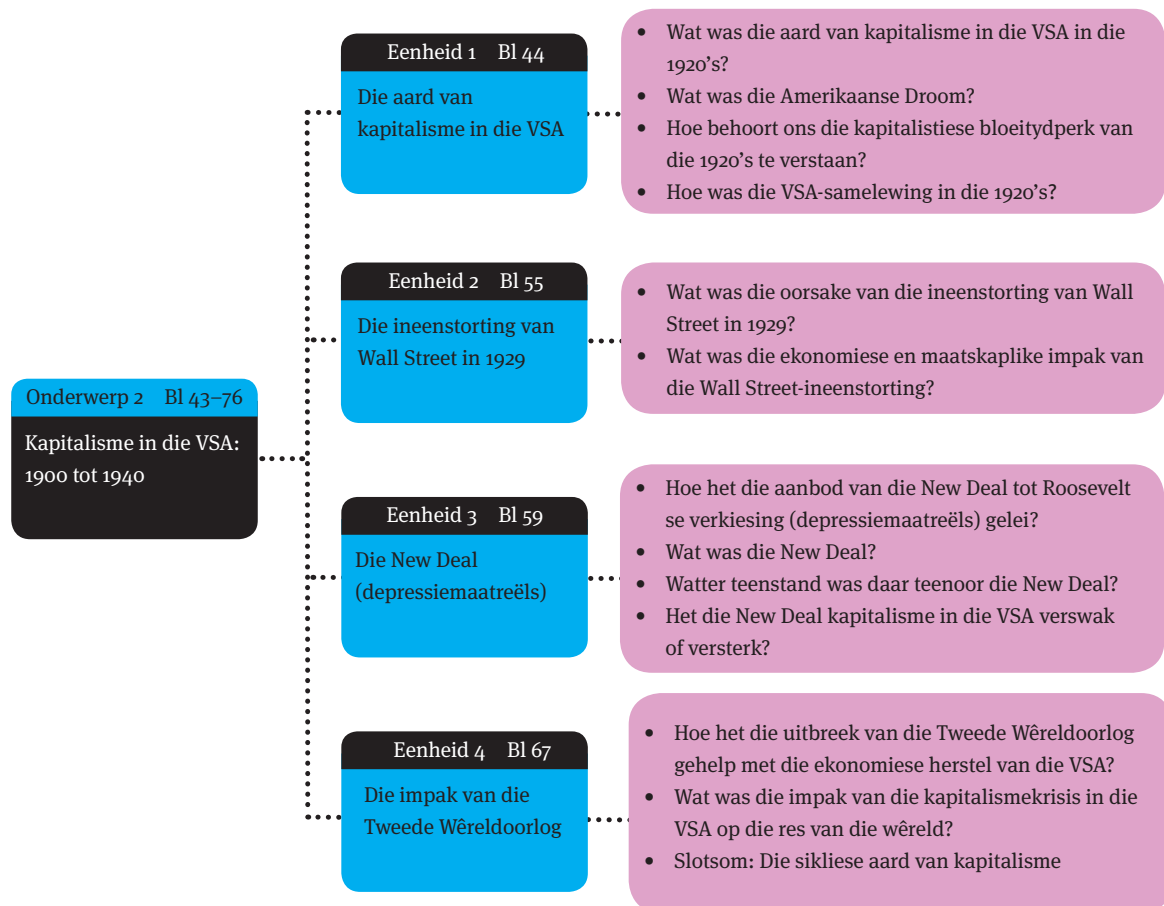 Onderwerp 2 Bl 43–76
Kapitalisme in die VSA:
1900 tot 1940
Eenheid 1 Bl 44
Die aard van
kapitalisme in die VSA
• Wat was die aard van kapitalisme in die VSA in die
1920’s?
• Wat was die Amerikaanse Droom?
• Hoe behoort ons die kapitalistiese bloeitydperk van
die 1920’s te verstaan?
• Hoe was die VSA-samelewing in die 1920’s?
Eenheid 2 Bl 55
Die ineenstorting van
Wall Street in 1929
• Wat was die oorsake van die ineenstorting van Wall
Street in 1929?
• Wat was die ekonomiese en maatskaplike impak van
die Wall Street-ineenstorting?
Eenheid 3 Bl 59
Die New Deal
(depressiemaatreëls)
• Hoe het die aanbod van die New Deal tot Roosevelt
se verkiesing (depressiemaatreëls) gelei?
• Wat was die New Deal?
• Watter teenstand was daar teenoor die New Deal?
• Het die New Deal kapitalisme in die VSA verswak
of versterk?
Eenheid 4 Bl 67
Die impak van die
Tweede Wêreldoorlog
• Hoe het die uitbreek van die Tweede Wêreldoorlog
gehelp met die ekonomiese herstel van die VSA?
• Wat was die impak van die kapitalismekrisis in die
VSA op die res van die wêreld?
• Slotsom: Die sikliese aard van kapitalisme